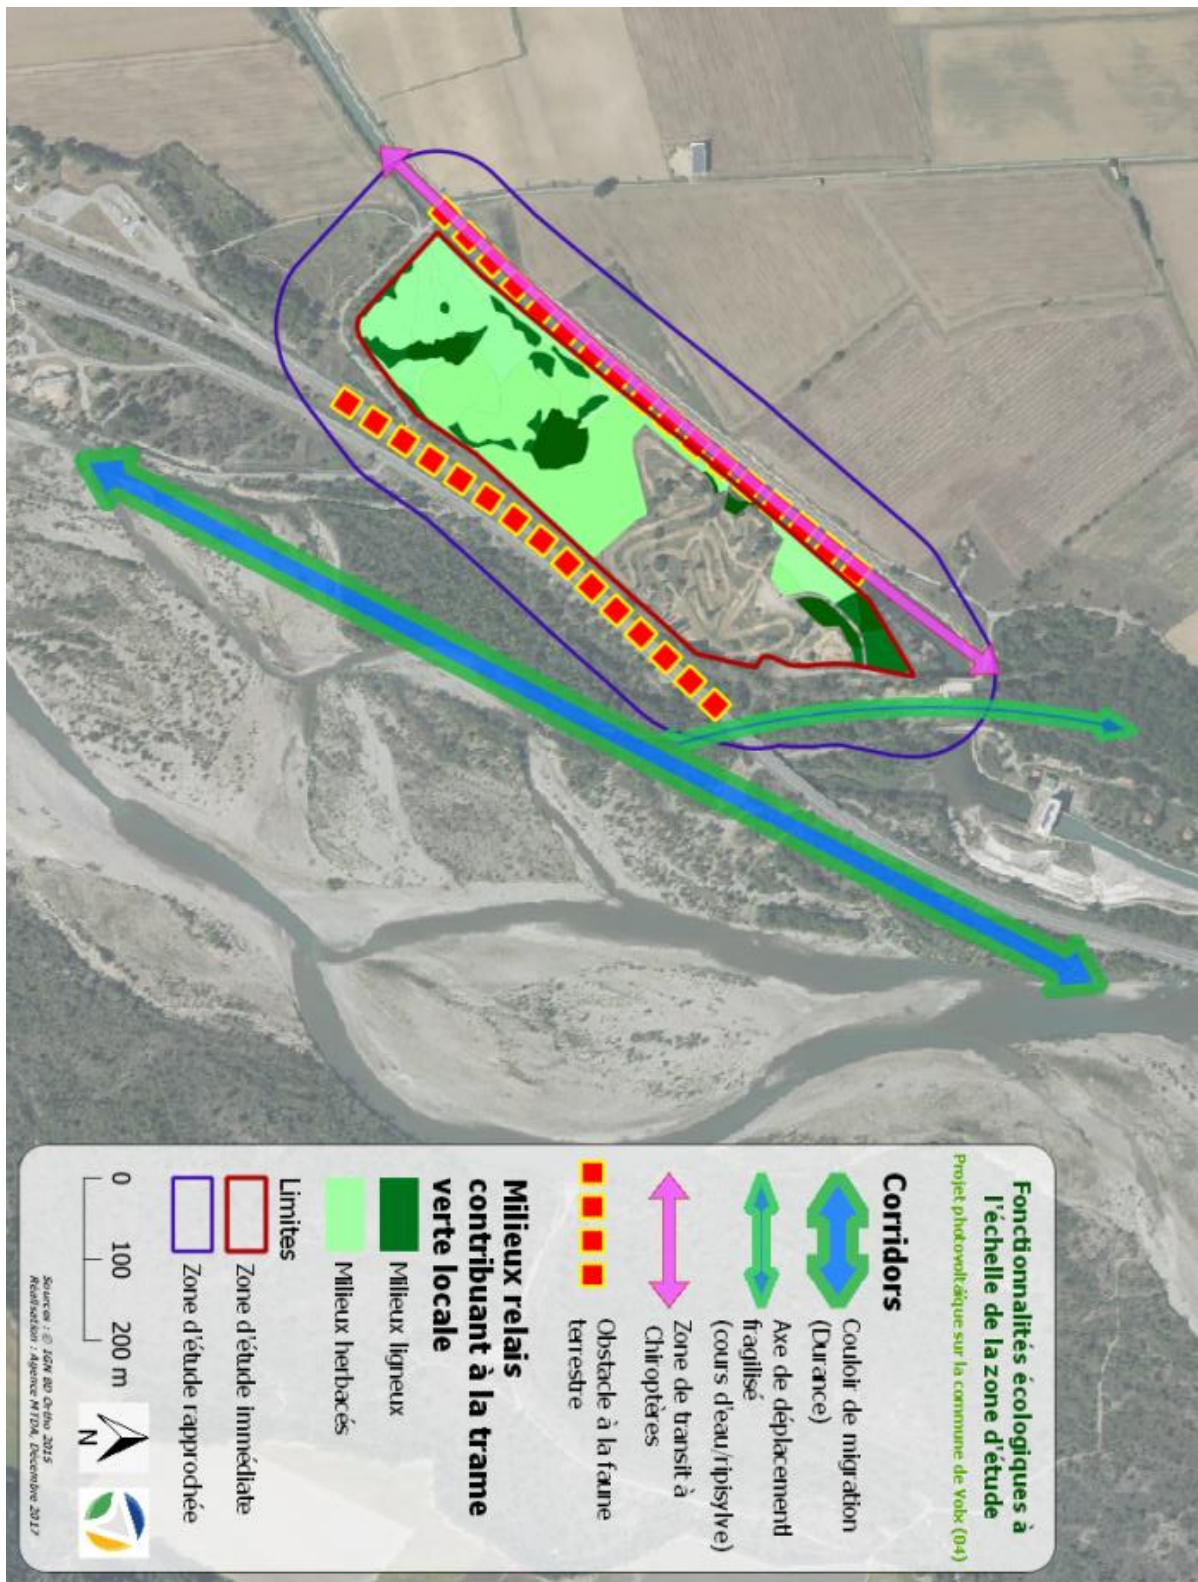 Fonctionnalités écologiques à
l'échelle de la zone d'étude
Projet photovoltaïque sur la commune de Volx (04)
Corridors
Couloir de migration
(Durance)
Axe de déplacementl
fragilisé
(cours d'eau/ripisylve)
Zone de transit à
Chiroptères
Obstacle à la faune
terrestre
Milieux relais
contribuant à la trame
verte locale
Milieux ligneux
Milieux herbacés
Limites
Zone d'étude immédiate
Zone d'étude rapprochée
0 100 200 m
N
Sources : © IGN BD Ortho 2015
Réalisation : Agence MTDA, Décembre 2017